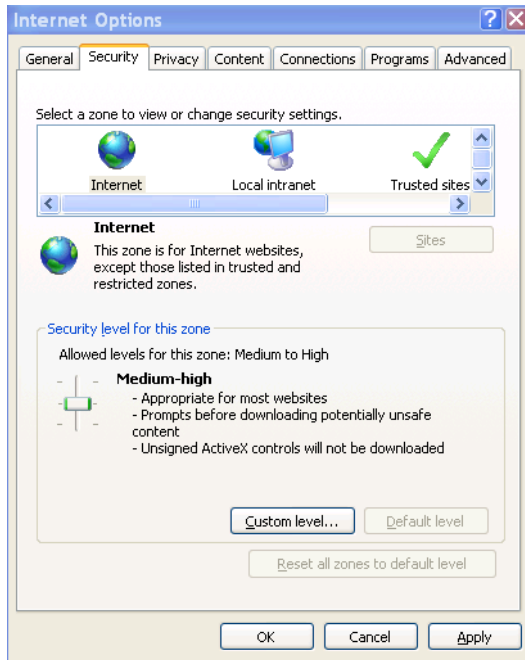 Internet Options
General Security Privacy Content Connections Programs Advanced
Select a zone to view or change security settings.
Internet Local intranet Trusted sites
Internet
This zone is for Internet websites,
except those listed in trusted and
restricted zones.
Sites
Security level for this zone
Allowed levels for this zone: Medium to High
Medium-high
- Appropriate for most websites
- Prompts before downloading potentially unsafe
content
- Unsigned ActiveX controls will not be downloaded
Custom level... Default level
Reset all zones to default level
OK Cancel Apply